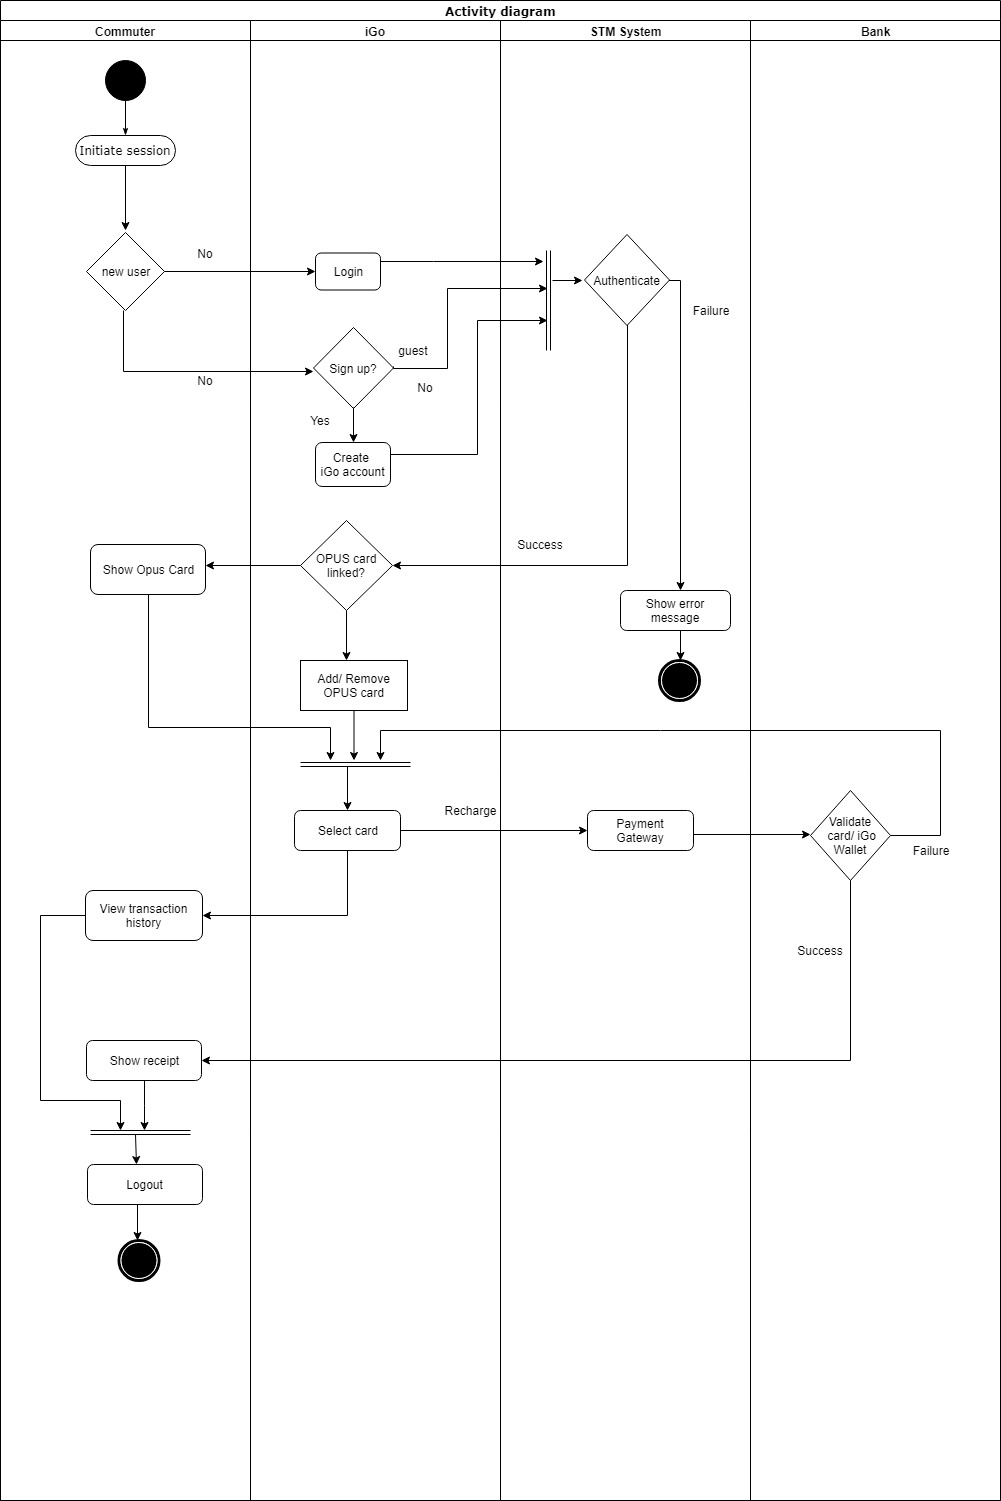 Activity diagram
Commuter
iGo
STM System
Bank
Initiate session
new user
No
Login
Authenticate
Failure
No
Sign up?
guest
No
Yes
Create
iGo account
Success
OPUS card
linked?
Show Opus Card
Show error
message
Add/ Remove
OPUS card
Select card
Recharge
Payment
Gateway
Validate
card/ iGo
Wallet
Failure
View transaction
history
Success
Show receipt
Logout